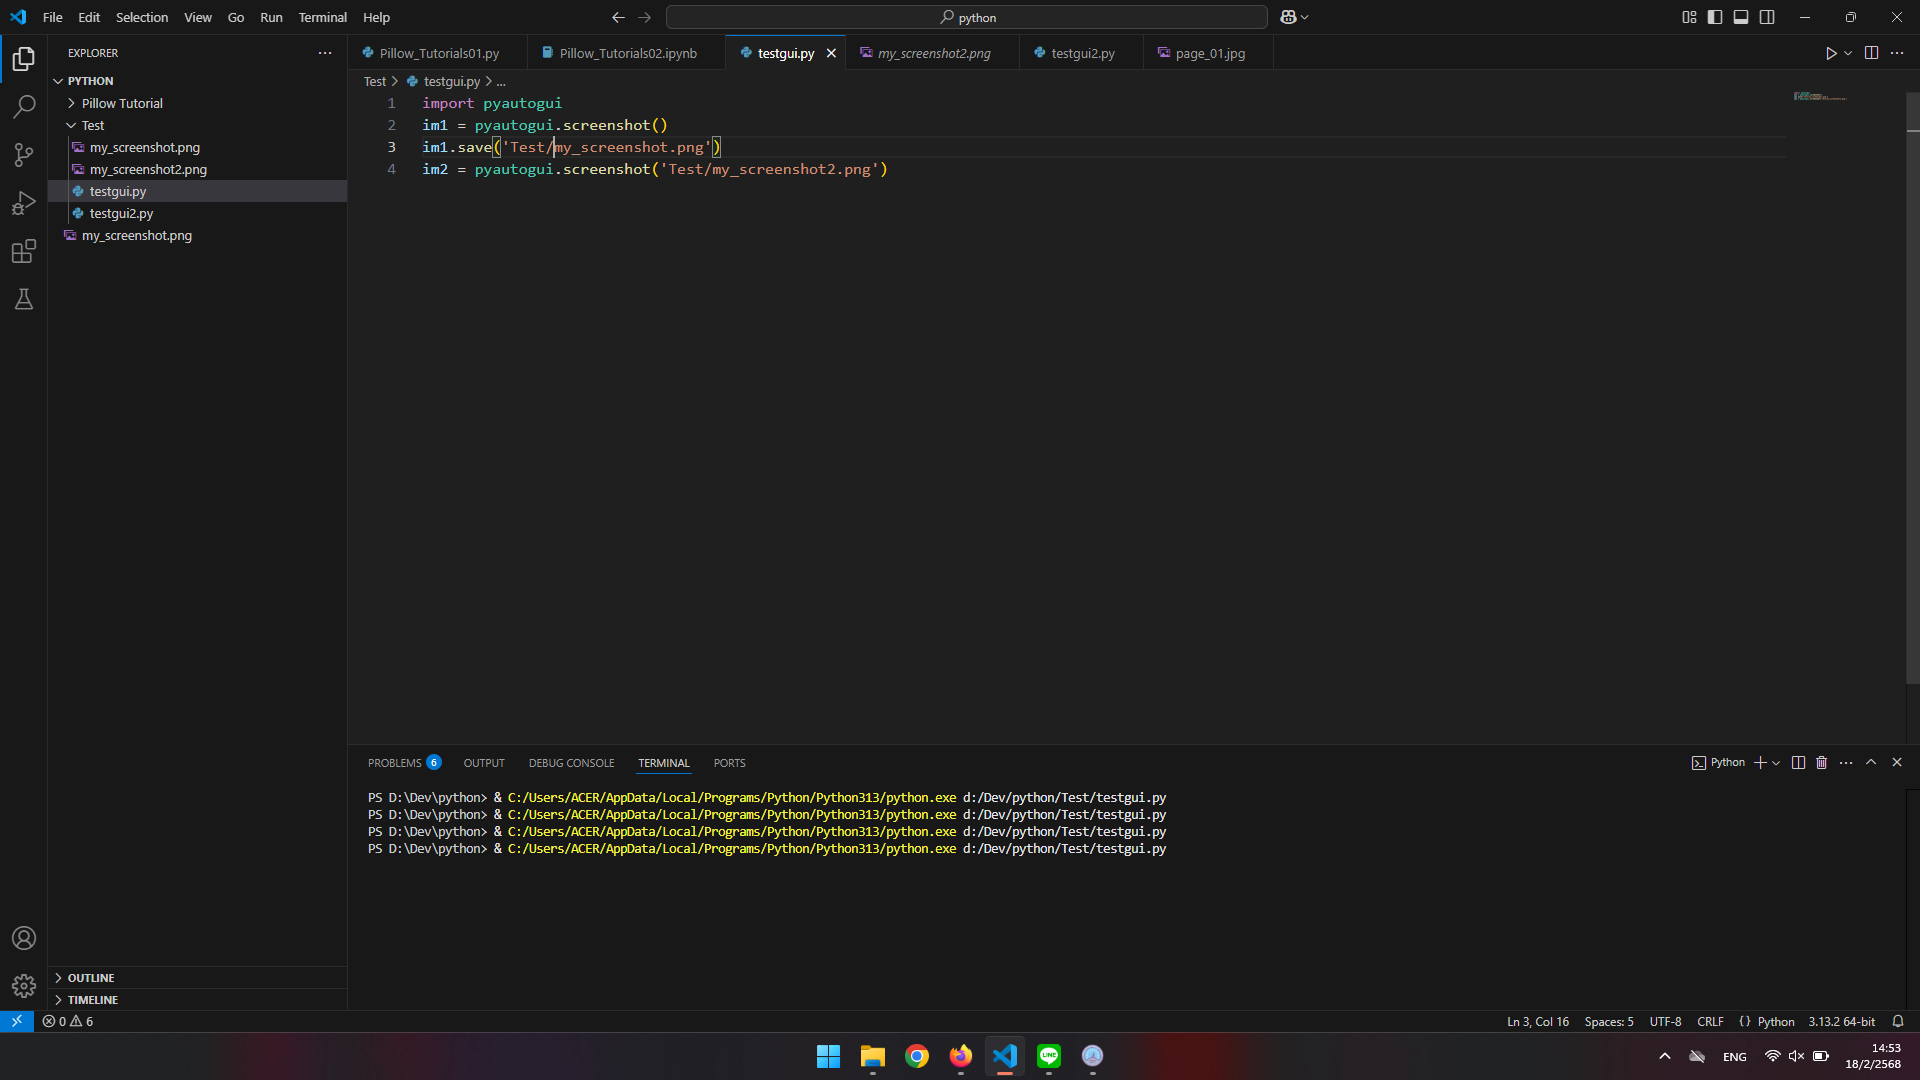 File Edit Selection View Go Run Terminal Help
python
EXPLORER
PYTHON
Pillow Tutorial
Test
my_screenshot.png
my_screenshot2.png
testgui.py
testgui2.py
my_screenshot.png
OUTLINE
TIMELINE
Pillow_Tutorials01.py Pillow_Tutorials02.ipynb testgui.py my_screenshot2.png testgui2.py page_01.jpg
Test > testgui.py > ...
1 import pyautogui
2 im1 = pyautogui.screenshot()
3 im1.save('Test/my_screenshot.png')
4 im2 = pyautogui.screenshot('Test/my_screenshot2.png')
PROBLEMS 6 OUTPUT DEBUG CONSOLE TERMINAL PORTS
Python
PS D:\Dev\python> & C:/Users/ACER/AppData/Local/Programs/Python/Python313/python.exe d:/Dev/python/Test/testgui.py
PS D:\Dev\python> & C:/Users/ACER/AppData/Local/Programs/Python/Python313/python.exe d:/Dev/python/Test/testgui.py
PS D:\Dev\python> & C:/Users/ACER/AppData/Local/Programs/Python/Python313/python.exe d:/Dev/python/Test/testgui.py
PS D:\Dev\python> & C:/Users/ACER/AppData/Local/Programs/Python/Python313/python.exe d:/Dev/python/Test/testgui.py
0 6
Ln 3, Col 16 Spaces: 5 UTF-8 CRLF {} Python 3.13.2 64-bit
LINE
ENG
14:53
18/2/2568